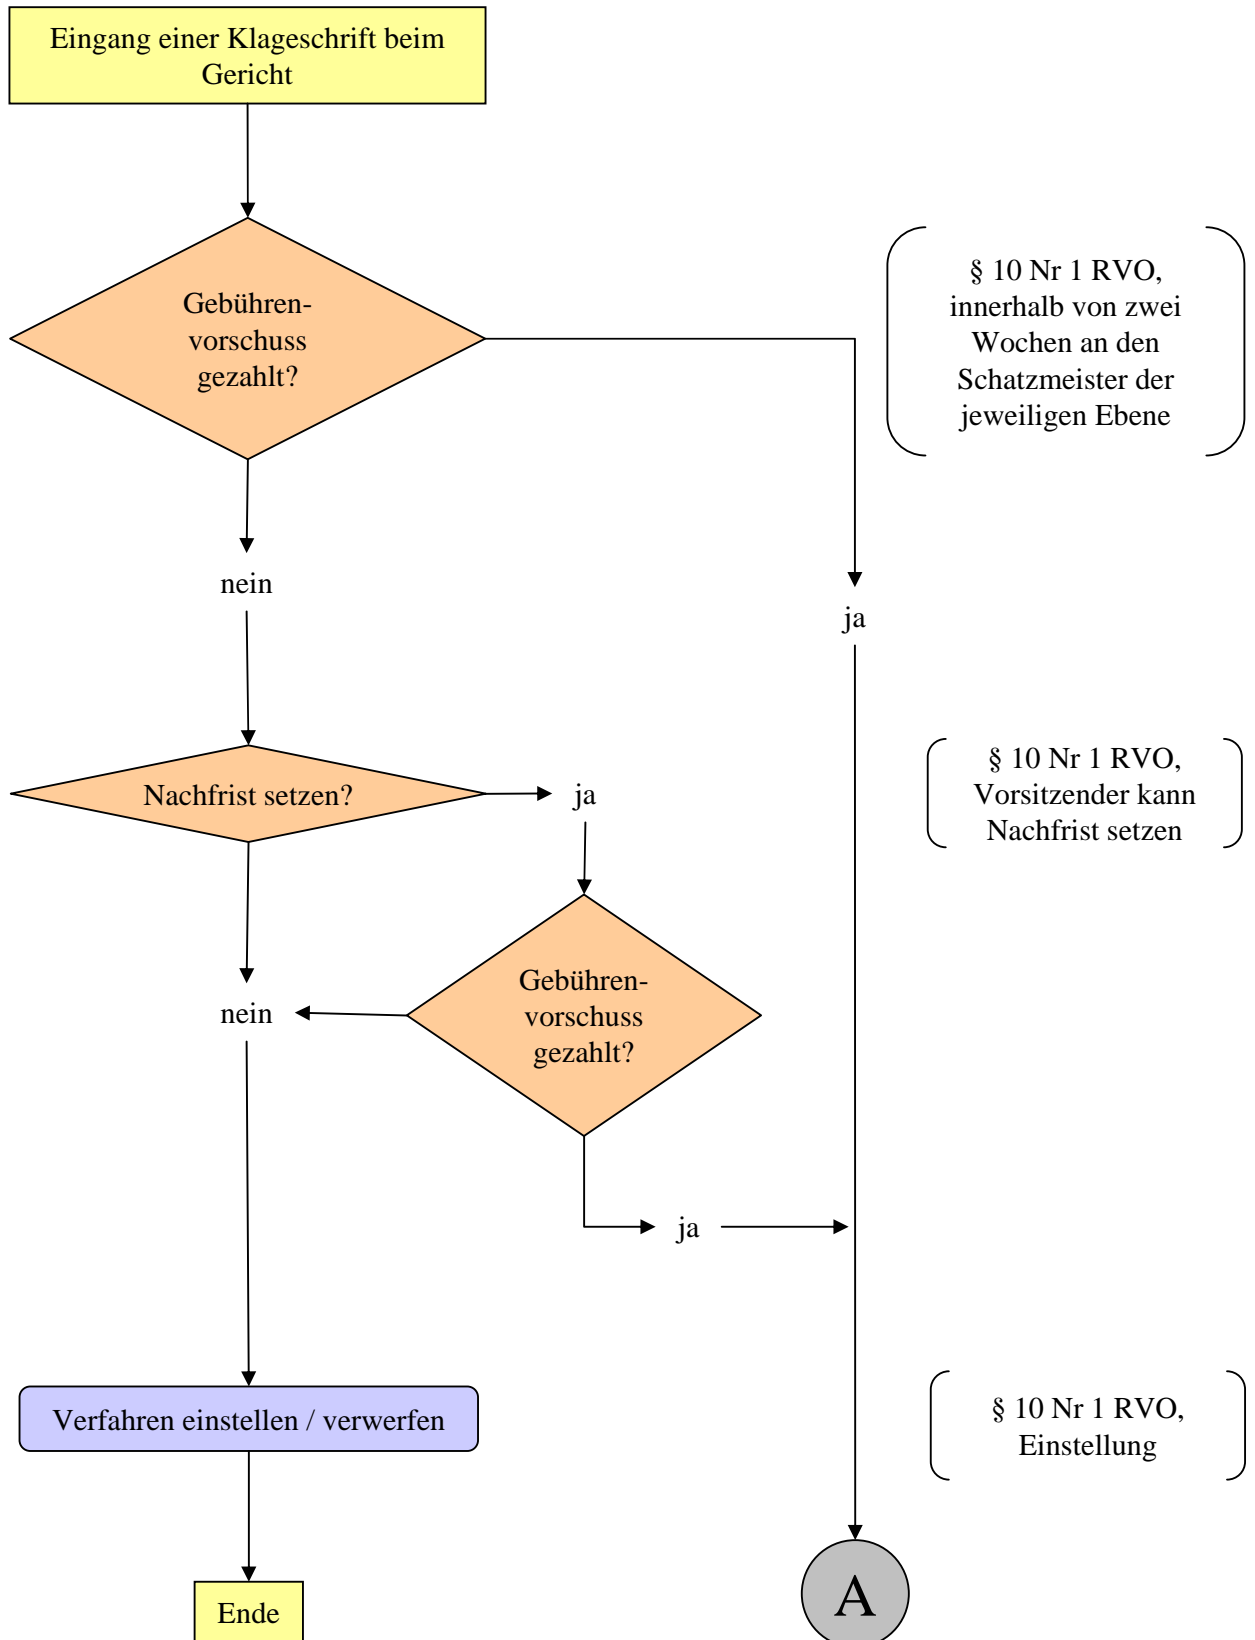 Eingang einer Klageschrift beim
Gericht
Gebühren-
vorschuss
gezahlt?
§ 10 Nr 1 RVO,
innerhalb von zwei
Wochen an den
Schatzmeister der
jeweiligen Ebene
nein
ja
Nachfrist setzen?
ja
§ 10 Nr 1 RVO,
Vorsitzender kann
Nachfrist setzen
Gebühren-
vorschuss
gezahlt?
nein
ja
Verfahren einstellen / verwerfen
§ 10 Nr 1 RVO,
Einstellung
Ende
A